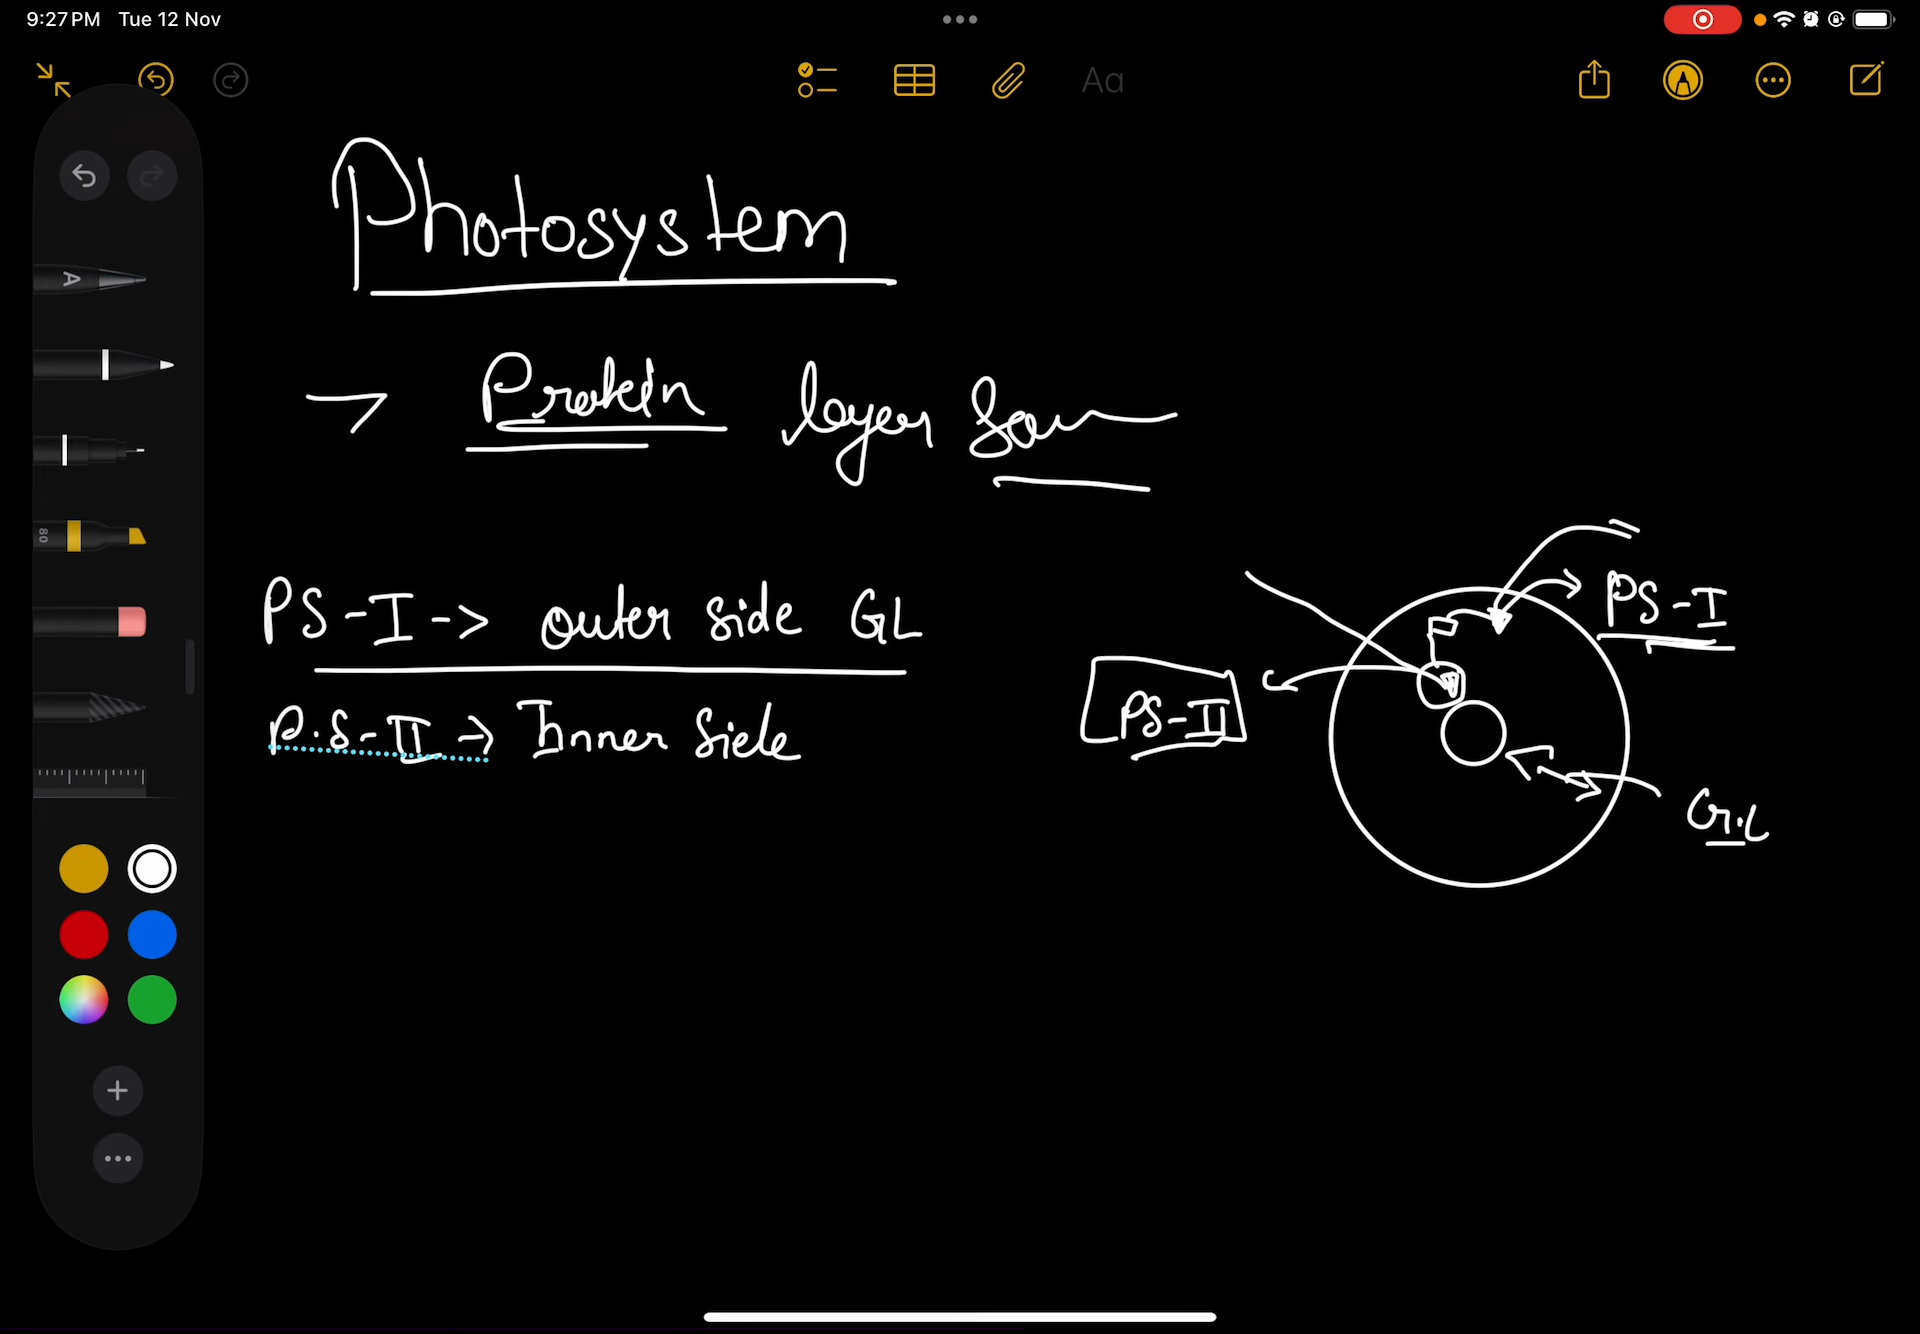 9:27 PM Tue 12 Nov
Aa
A
Photosystem
→ Protein layer
80
PS-I -> outer side GL
PS-I
P.S-II -> Inner side
PS-II
G.L